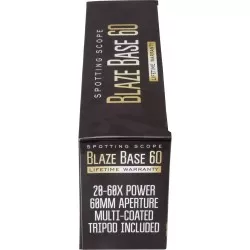 SPOTTING SCOPE
BLAZE BASE 60
LIFETIME WARRANTY
SPOTTING SCOPE
BLAZE BASE 60
LIFETIME WARRANTY
20-60X POWER
60MM APERTURE
MULTI-COATED
TRIPOD INCLUDED